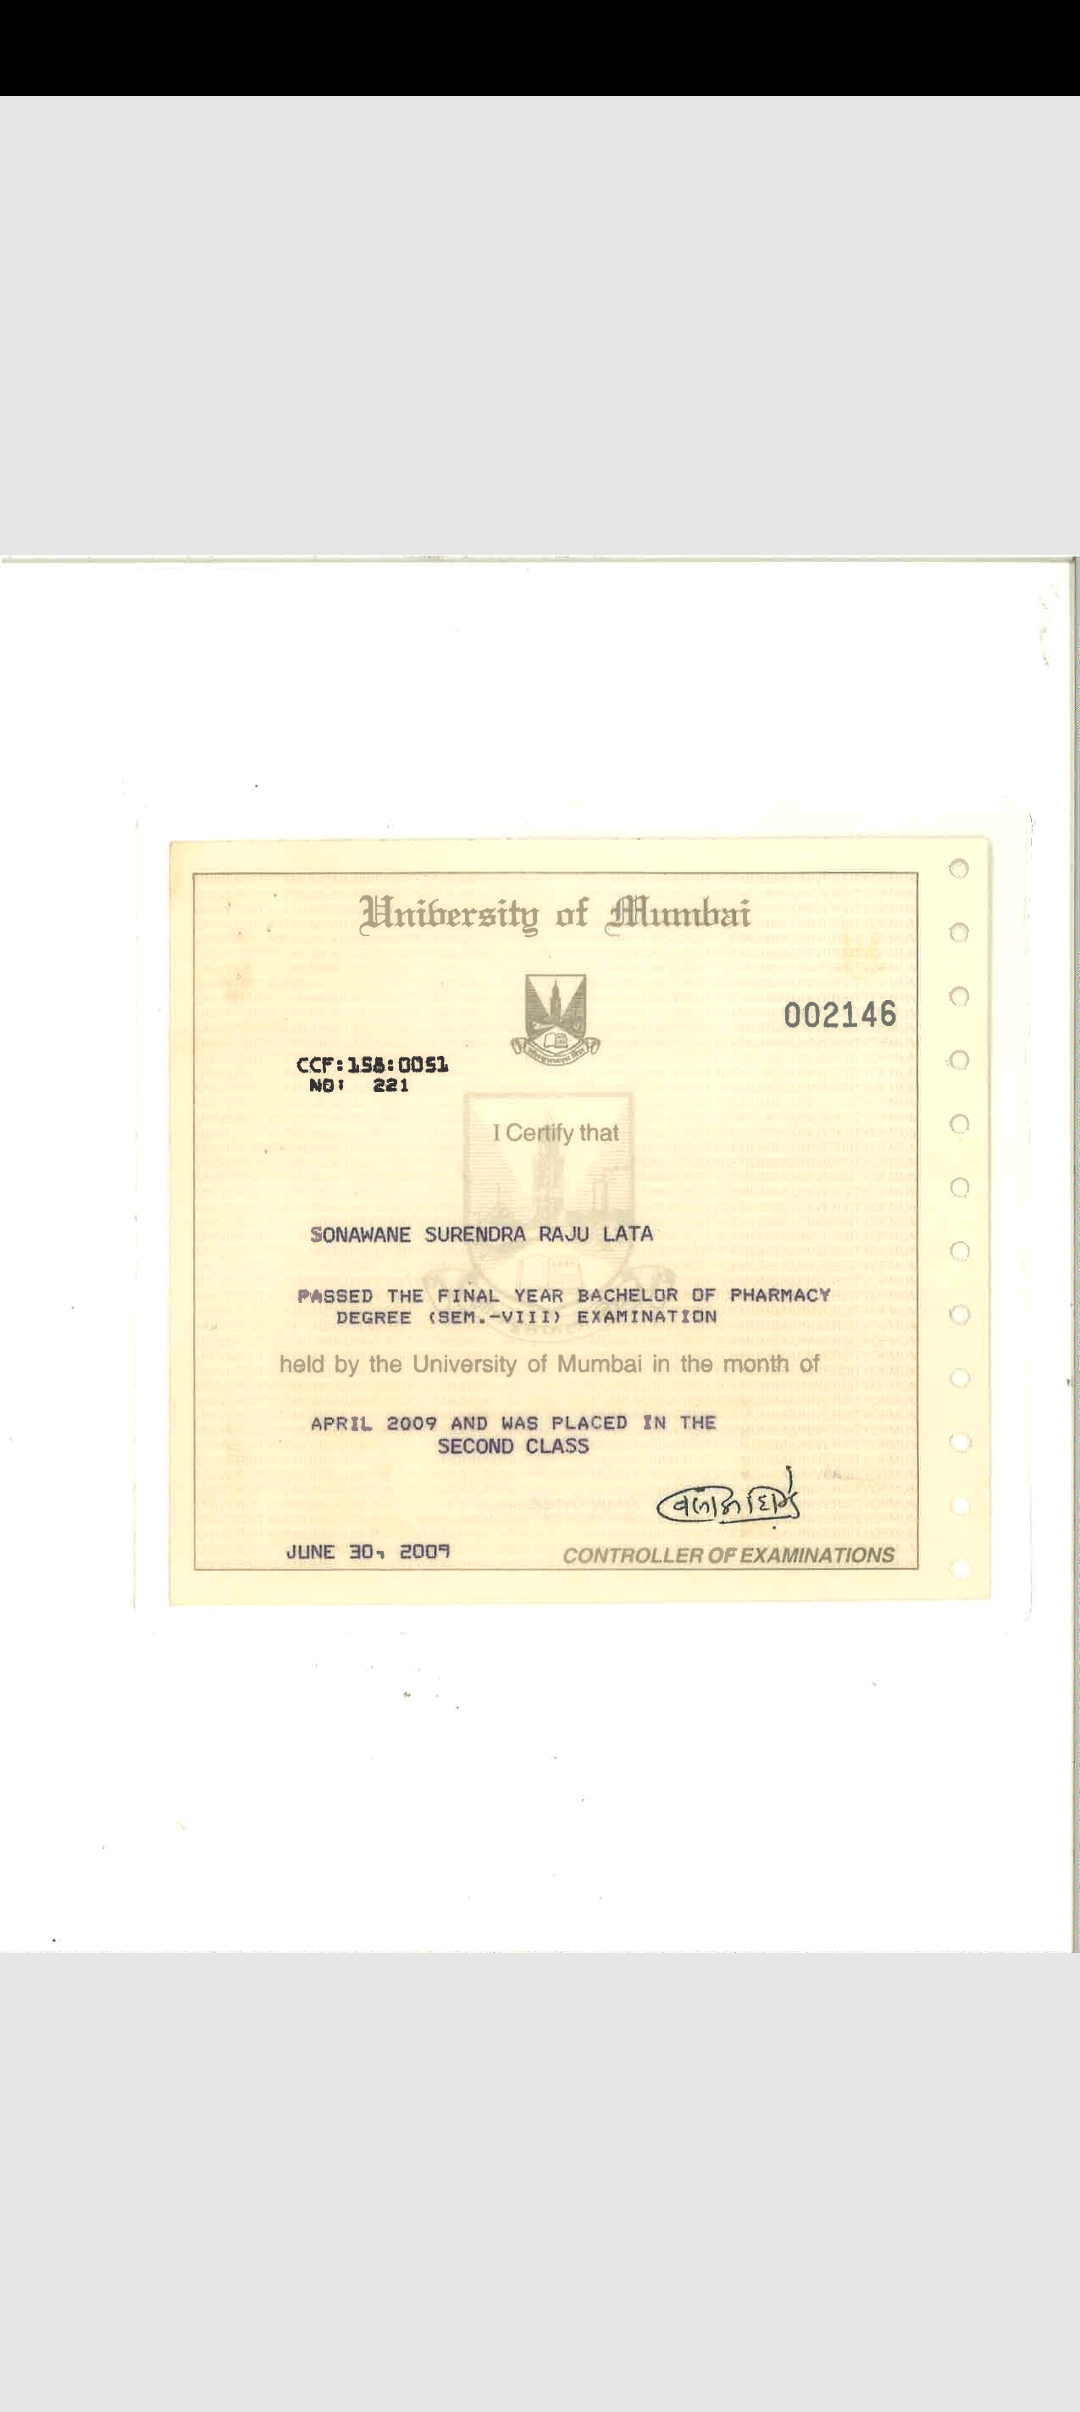 University of Mumbai
002146
CCF:158:0051
NO: 221
I Certify that
SONAWANE SURENDRA RAJU LATA
PASSED THE FINAL YEAR BACHELOR OF PHARMACY
DEGREE (SEM.-VIII) EXAMINATION
held by the University of Mumbai in the month of
APRIL 2009 AND WAS PLACED IN THE
SECOND CLASS
JUNE 30, 2009
CONTROLLER OF EXAMINATIONS